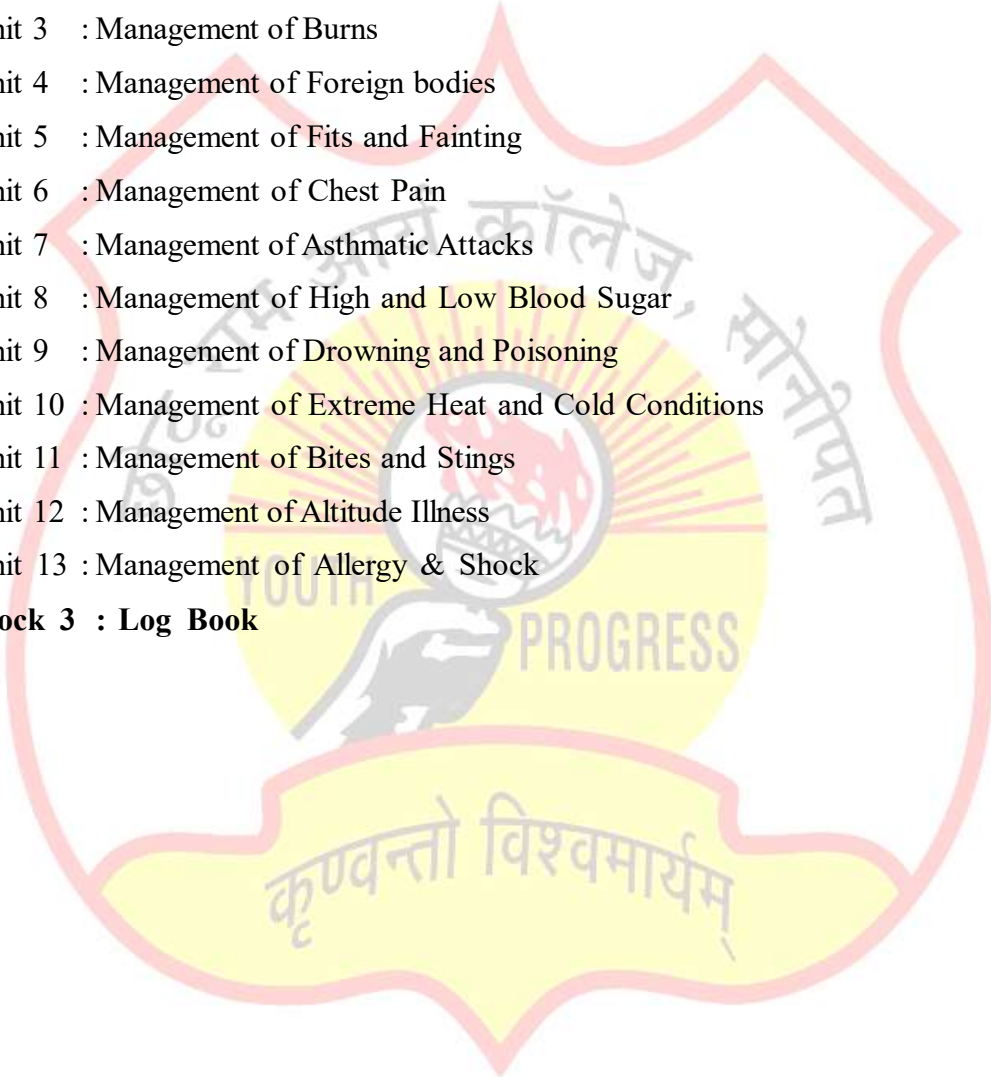 nit 3 : Management of Burns
nit 4 : Management of Foreign bodies
nit 5 : Management of Fits and Fainting
nit 6 : Management of Chest Pain
nit 7 : Management of Asthmatic Attacks
nit 8 : Management of High and Low Blood Sugar
nit 9 : Management of Drowning and Poisoning
nit 10 : Management of Extreme Heat and Cold Conditions
nit 11 : Management of Bites and Stings
nit 12 : Management of Altitude Illness
nit 13 : Management of Allergy & Shock
ock 3 : Log Book
राम आर्य कॉलेज, सोनीपत
YOUTH
PROGRESS
कृण्वन्तो विश्वमार्यम्